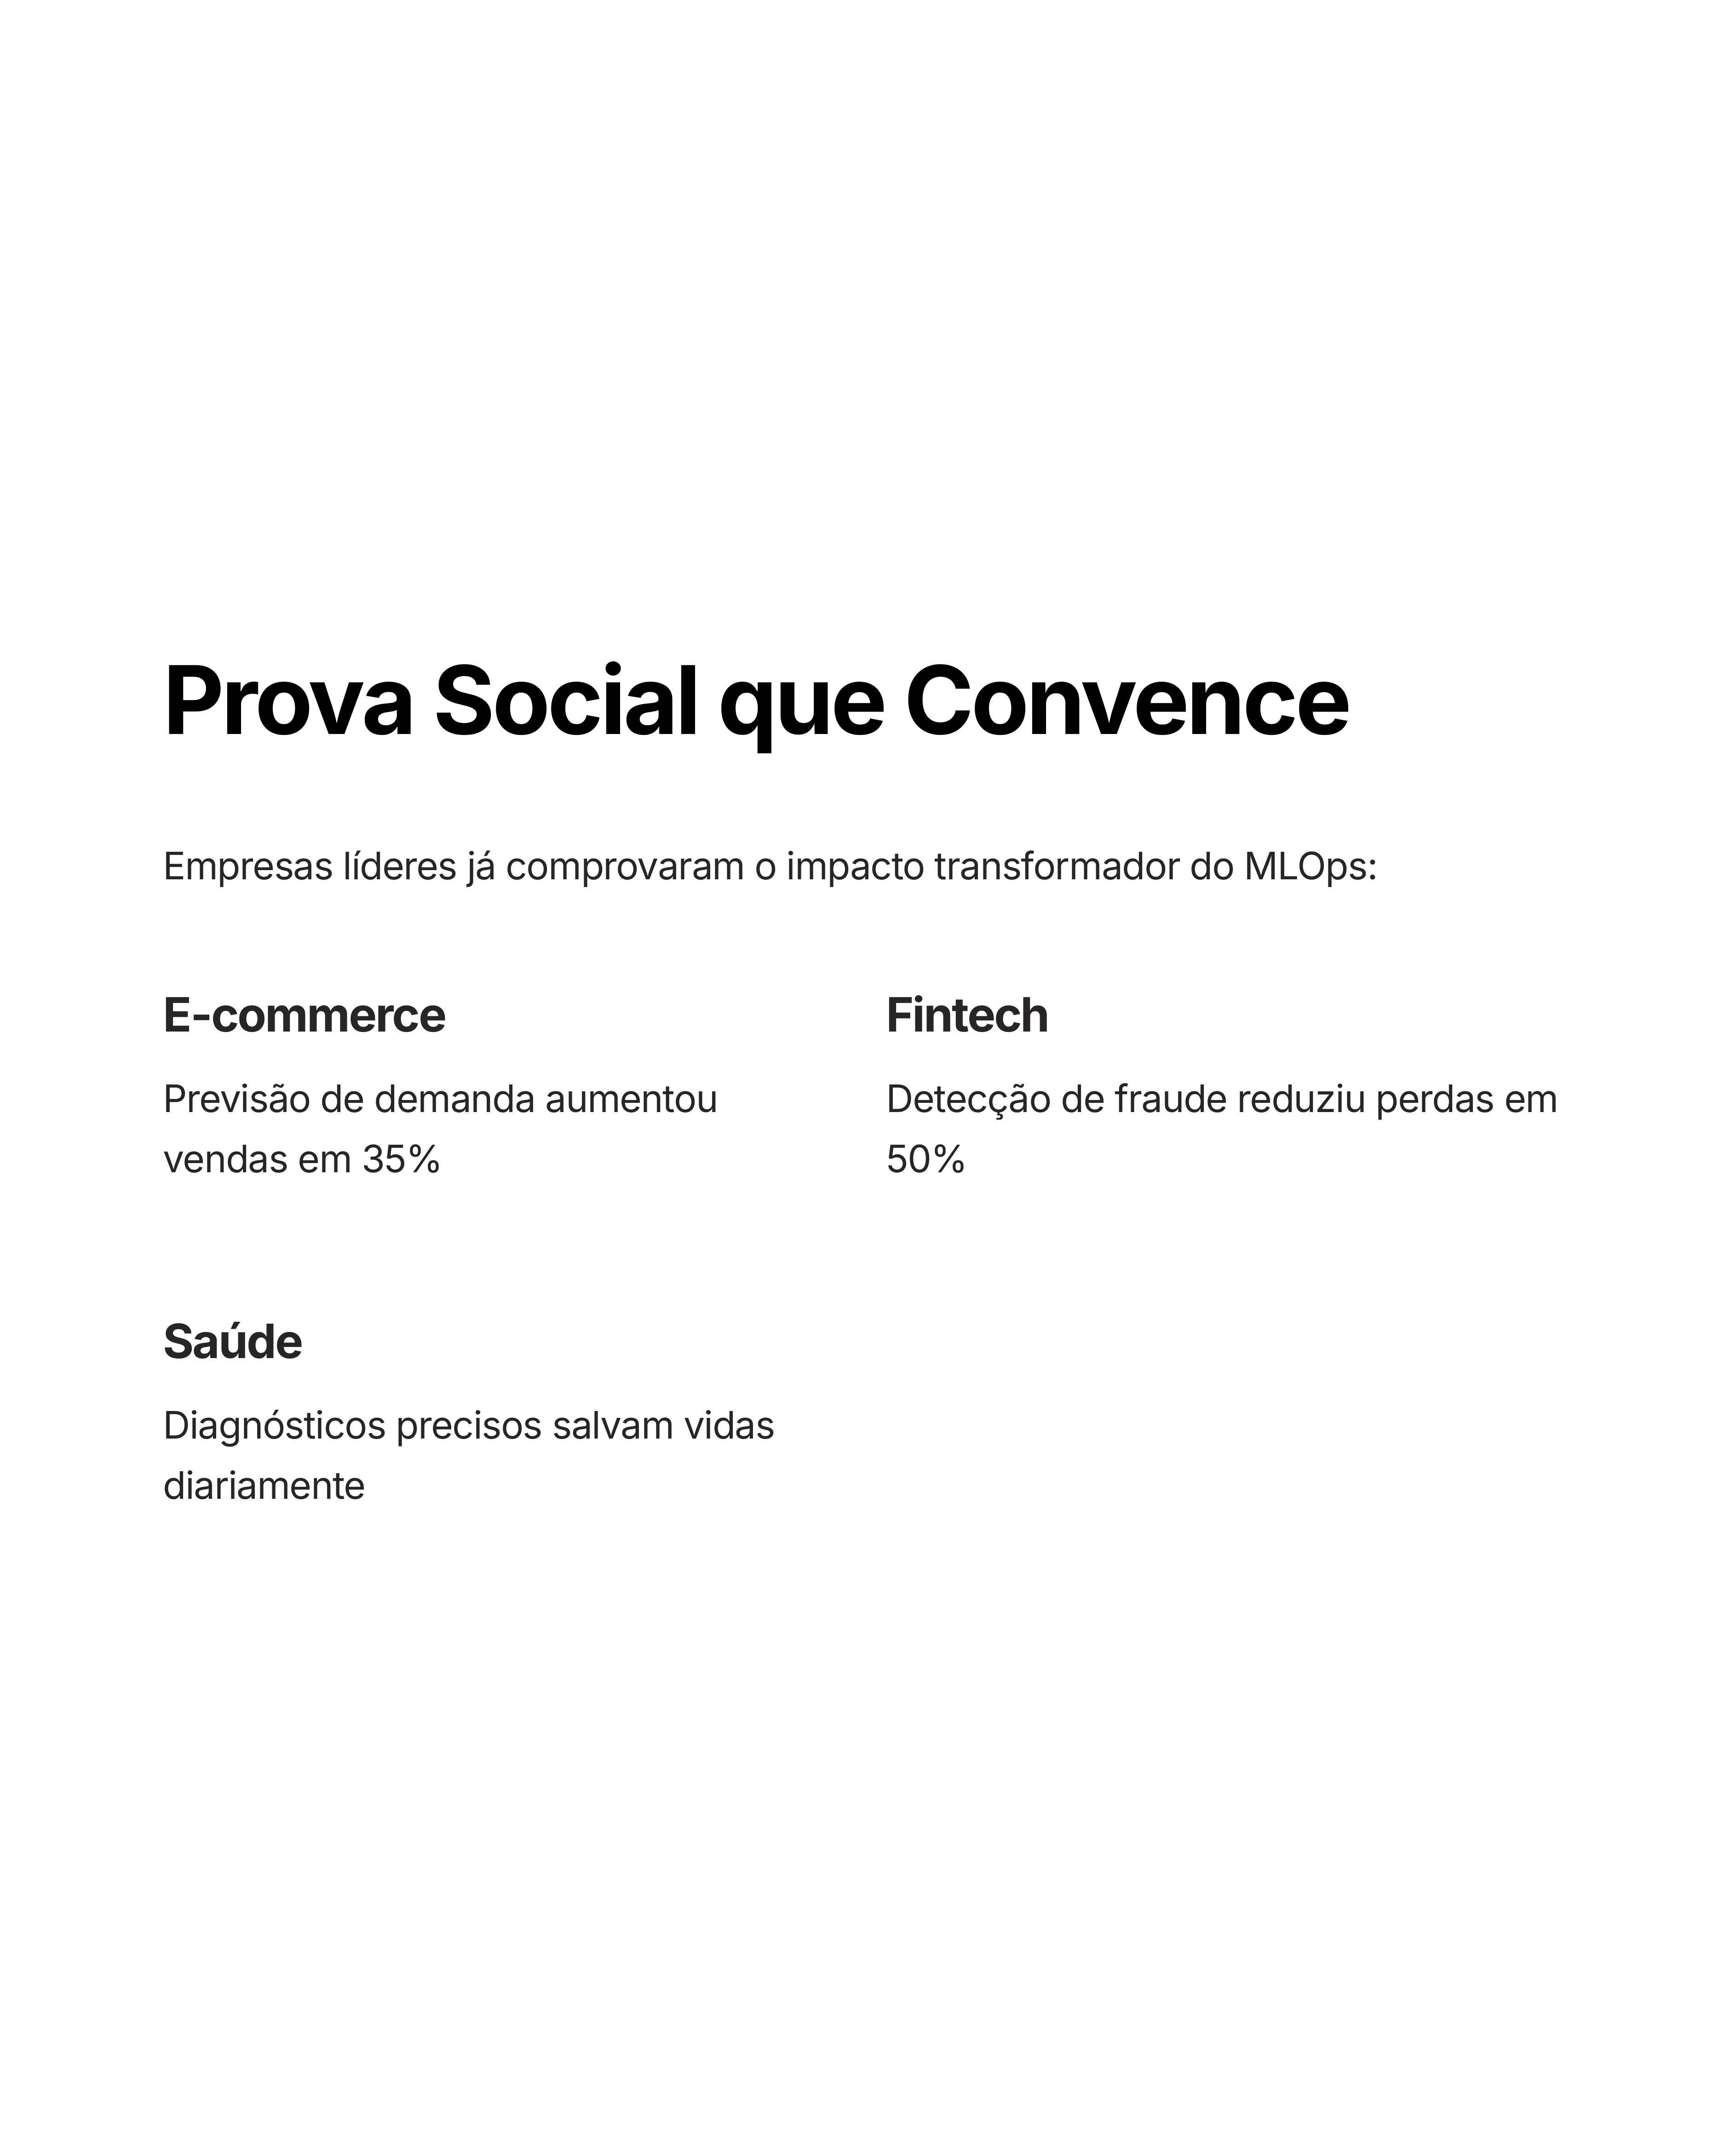 Prova Social que Convence
Empresas líderes já comprovaram o impacto transformador do MLOps:
E-commerce
Previsão de demanda aumentou
vendas em 35%
Fintech
Detecção de fraude reduziu perdas em
50%
Saúde
Diagnósticos precisos salvam vidas
diariamente